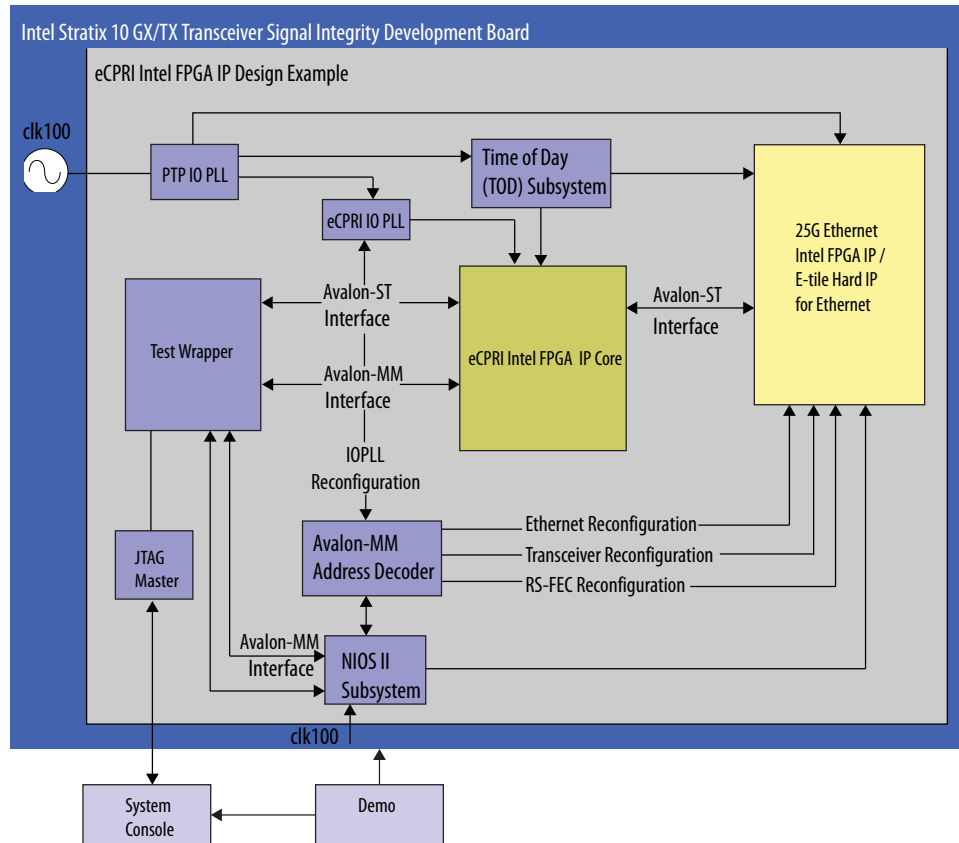 Intel Stratix 10 GX/TX Transceiver Signal Integrity Development Board
eCPRI Intel FPGA IP Design Example
clk100
PTP IO PLL
Time of Day
(TOD) Subsystem
eCPRI IO PLL
25G Ethernet
Intel FPGA IP /
E-tile Hard IP
for Ethernet
Avalon-ST
Interface
Avalon-ST
Interface
Test Wrapper
eCPRI Intel FPGA IP Core
Avalon-MM
Interface
IOPLL
Reconfiguration
Avalon-MM
Address Decoder
Ethernet Reconfiguration
Transceiver Reconfiguration
RS-FEC Reconfiguration
JTAG
Master
Avalon-MM
Interface
NIOS II
Subsystem
clk100
System
Console
Demo